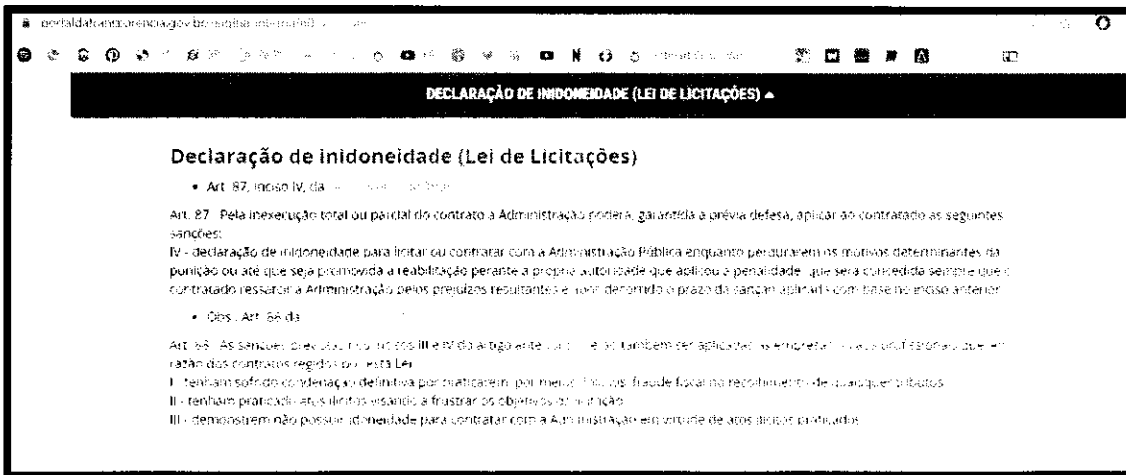 portaldatransparencia.gov.br
DECLARAÇÃO DE INIDONEIDADE (LEI DE LICITAÇÕES)
Declaração de inidoneidade (Lei de Licitações)
• Art. 87, inciso IV, da
Art. 87. Pela inexecução total ou parcial do contrato a Administração poderá, garantida a prévia defesa, aplicar ao contratado as seguintes
sanções:
IV - declaração de inidoneidade para licitar ou contratar com a Administração Pública enquanto perdurarem os motivos determinantes da
punição ou até que seja promovida a reabilitação perante a própria autoridade que aplicou a penalidade, que será concedida sempre que o
contratado ressarcir a Administração pelos prejuízos resultantes e após decorrido o prazo da sanção aplicada com base no inciso anterior
• Obs.: Art. 88 da
Art. 88. As sanções previstas nos incisos III e IV do artigo anterior também ser aplicadas às empresas profissionais que em
razão dos contratos regidos por esta Lei
I - tenham sofrido condenação definitiva por praticarem, por meios fraude fiscal no recolhimento de quaisquer tributos
II - tenham praticado atos ilícitos visando a frustrar os objetivos da licitação
III - demonstrem não possuir idoneidade para contratar com a Administração em virtude de atos ilícitos praticados